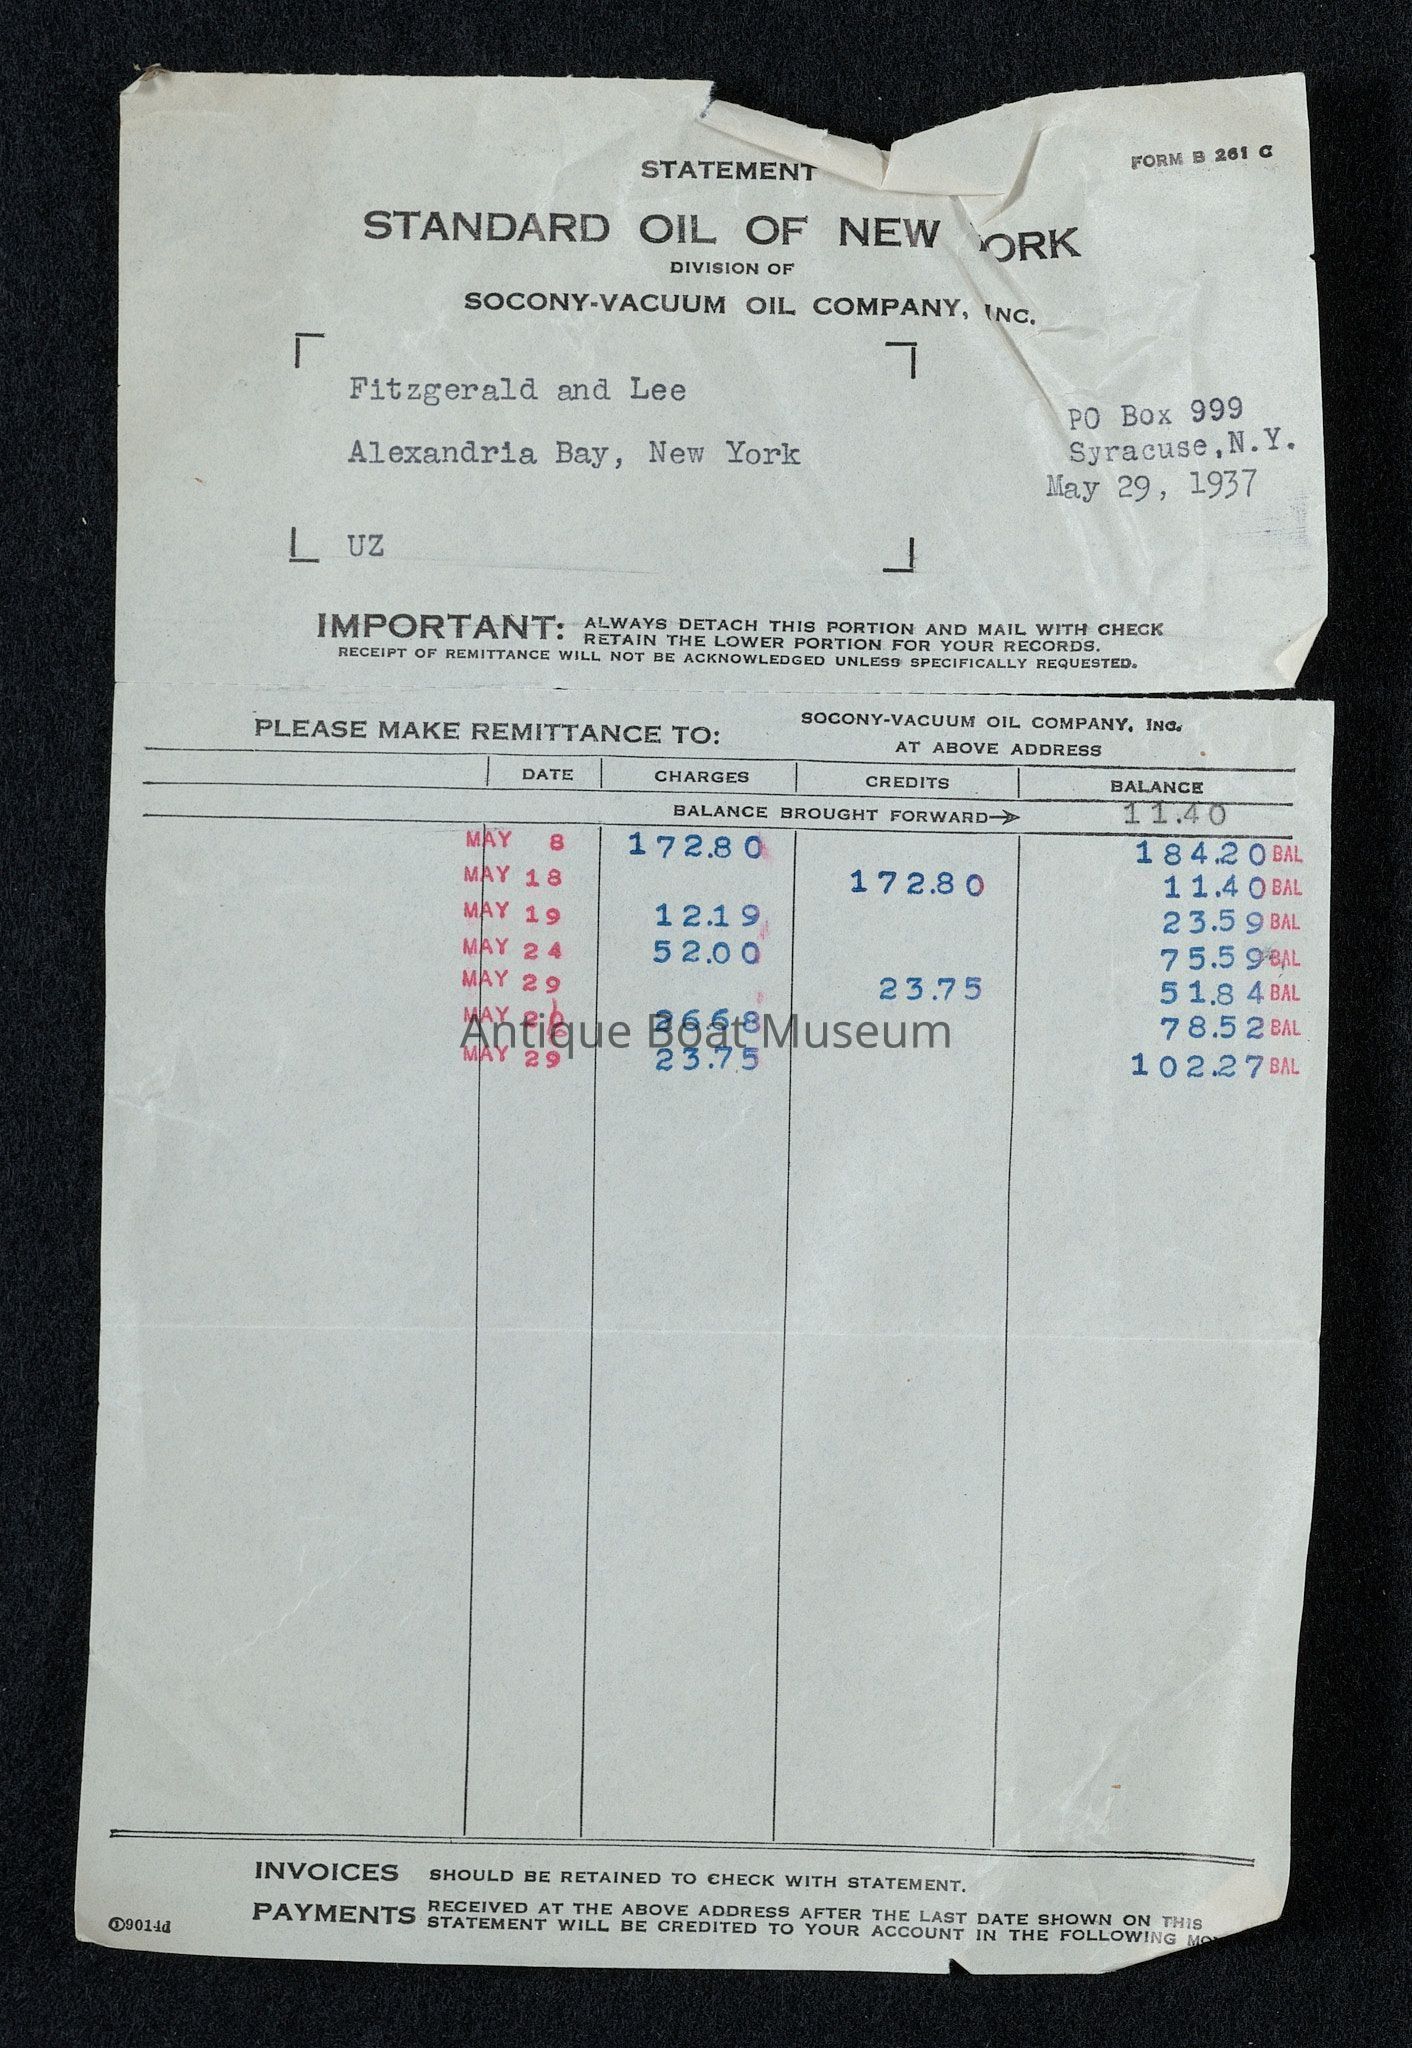 FORM B 261 C
STATEMENT
STANDARD OIL OF NEW ORK
DIVISION OF
SOCONY-VACUUM OIL COMPANY, INC.
Fitzgerald and Lee
Alexandria Bay, New York
UZ
PO Box 999
Syracuse, N.Y.
May 29, 1937
IMPORTANT: ALWAYS DETACH THIS PORTION AND MAIL WITH CHECK
RETAIN THE LOWER PORTION FOR YOUR RECORDS.
RECEIPT OF REMITTANCE WILL NOT BE ACKNOWLEDGED UNLESS SPECIFICALLY REQUESTED.
PLEASE MAKE REMITTANCE TO: SOCONY-VACUUM OIL COMPANY, INC.
AT ABOVE ADDRESS
DATE CHARGES CREDITS BALANCE
BALANCE BROUGHT FORWARD→ 11.40
MAY 8 172.80 184.20 BAL
MAY 18 172.80 11.40 BAL
MAY 19 12.19 23.59 BAL
MAY 24 52.00 75.59 BAL
MAY 29 23.75 51.84 BAL
MAY 26.68 78.52 BAL
MAY 29 23.75 102.27 BAL
Antique Boat Museum
INVOICES SHOULD BE RETAINED TO CHECK WITH STATEMENT.
PAYMENTS RECEIVED AT THE ABOVE ADDRESS AFTER THE LAST DATE SHOWN ON THIS
STATEMENT WILL BE CREDITED TO YOUR ACCOUNT IN THE FOLLOWING
9014d